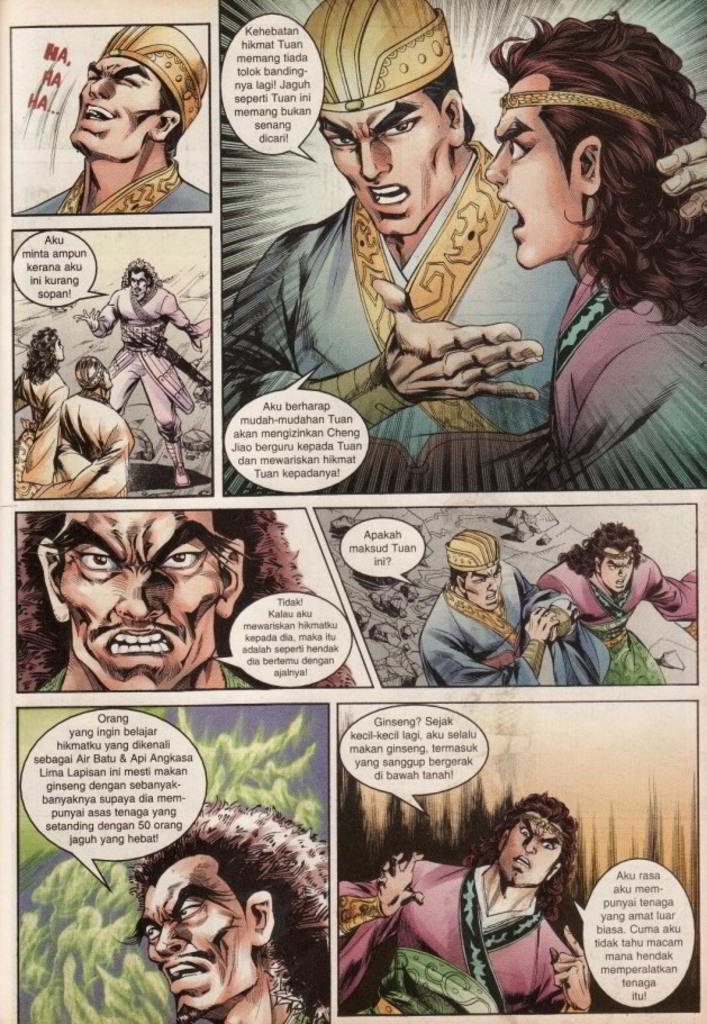 HA,
HA
HA...
Kehebatan
hikmat Tuan
memang tiada
tolok banding-
nya lagi! Jaguh
seperti Tuan ini
memang bukan
senang
dicari!
Aku
minta ampun
kerana aku
ini kurang
sopan!
Aku berharap
mudah-mudahan Tuan
akan mengizinkan Cheng
Jiao berguru kepada Tuan
dan mewariskan hikmat
Tuan kepadanya!
Tidak!
Kalau aku
mewariskan hikmatku
kepada dia, maka itu
adalah seperti hendak
dia bertemu dengan
ajalnya!
Apakah
maksud Tuan
ini?
Orang
yang ingin belajar
hikmatku yang dikenali
sebagai Air Batu & Api Angkasa
Lima Lapisan ini mesti makan
ginseng dengan sebanyak-
banyaknya supaya dia mem-
punyai asas tenaga yang
setanding dengan 50 orang
jaguh yang hebat!
Ginseng? Sejak
kecil-kecil lagi, aku selalu
makan ginseng, termasuk
yang sanggup bergerak
di bawah tanah!
Aku rasa
aku mem-
punyai tenaga
yang amat luar
biasa. Cuma aku
tidak tahu macam
mana hendak
memperalatkan
tenaga
itu!